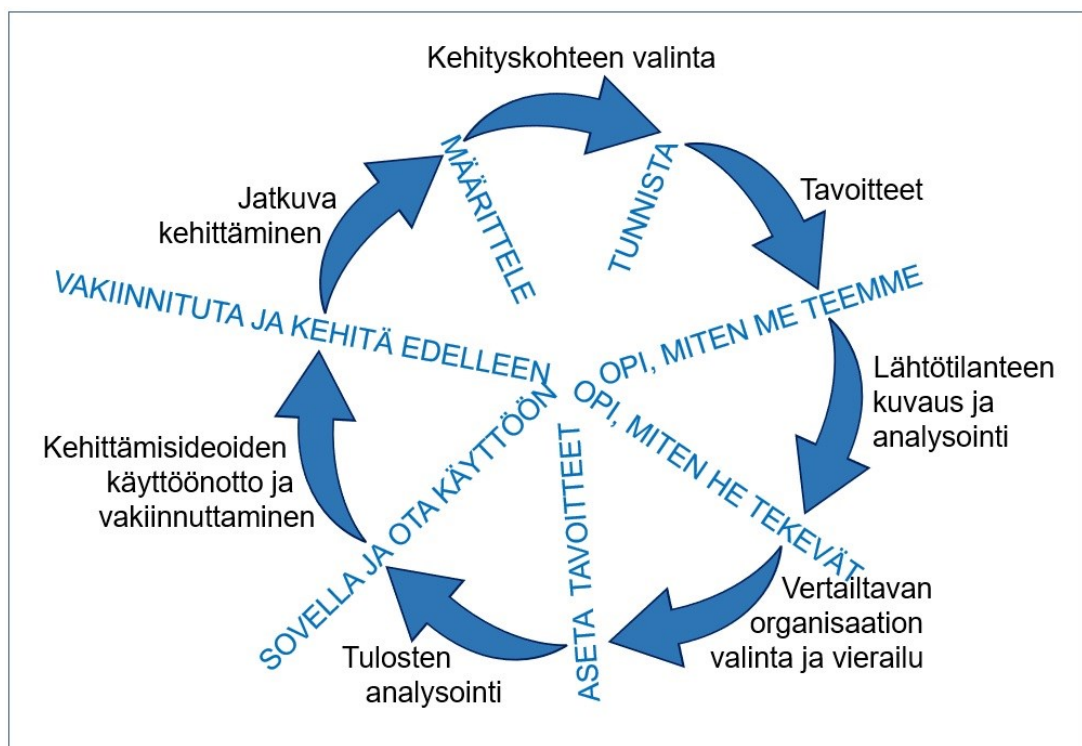 Kehityskohteen valinta
MÄÄRITTELE
TUNNISTA
Tavoitteet
OPI, MITEN ME TEEMME
Lähtötilanteen
kuvaus ja
analysointi
OPI, MITEN HE TEKEVÄT
Vertailtavan
organisaation
valinta ja vierailu
ASETA TAVOITTEET
Tulosten
analysointi
SOVELLA JA OTA KÄYTTÖÖN
Kehittämisideoiden
käyttöönotto ja
vakiinnuttaminen
VAKIINNITUTA JA KEHITÄ EDELLEEN
Jatkuva
kehittäminen